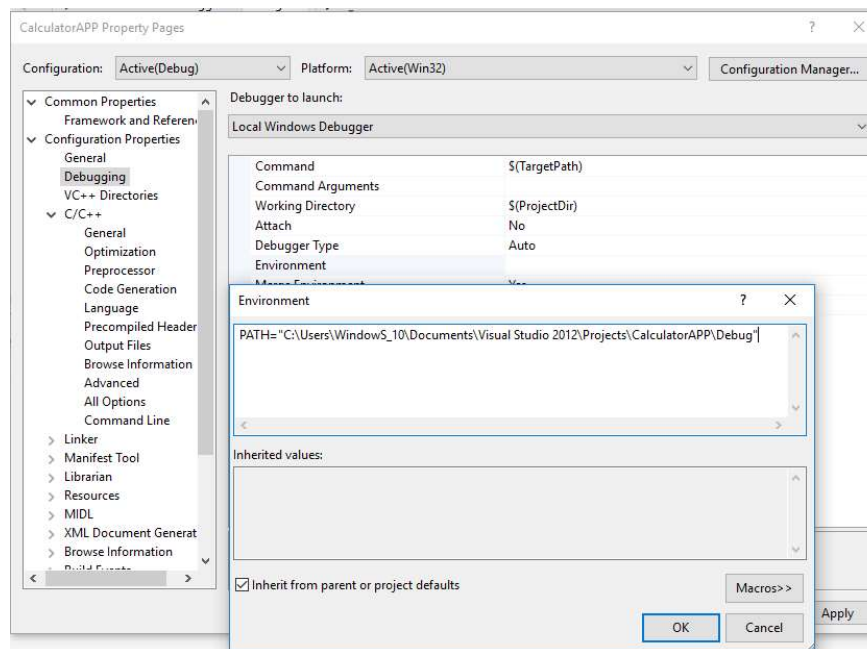 CalculatorAPP Property Pages
Configuration: Active(Debug) Platform: Active(Win32) Configuration Manager...
Common Properties
Framework and Referen
Configuration Properties
General
Debugging
VC++ Directories
C/C++
General
Optimization
Preprocessor
Code Generation
Language
Precompiled Header
Output Files
Browse Information
Advanced
All Options
Command Line
Linker
Manifest Tool
Librarian
Resources
MIDL
XML Document Generat
Browse Information
Build Events
Debugger to launch:
Local Windows Debugger
Command $(TargetPath)
Command Arguments
Working Directory $(ProjectDir)
Attach No
Debugger Type Auto
Environment
Merge Environment Yes
Environment
PATH="C:\Users\WindowS_10\Documents\Visual Studio 2012\Projects\CalculatorAPP\Debug"
Inherited values:
Inherit from parent or project defaults
Macros>>
OK Cancel
Apply